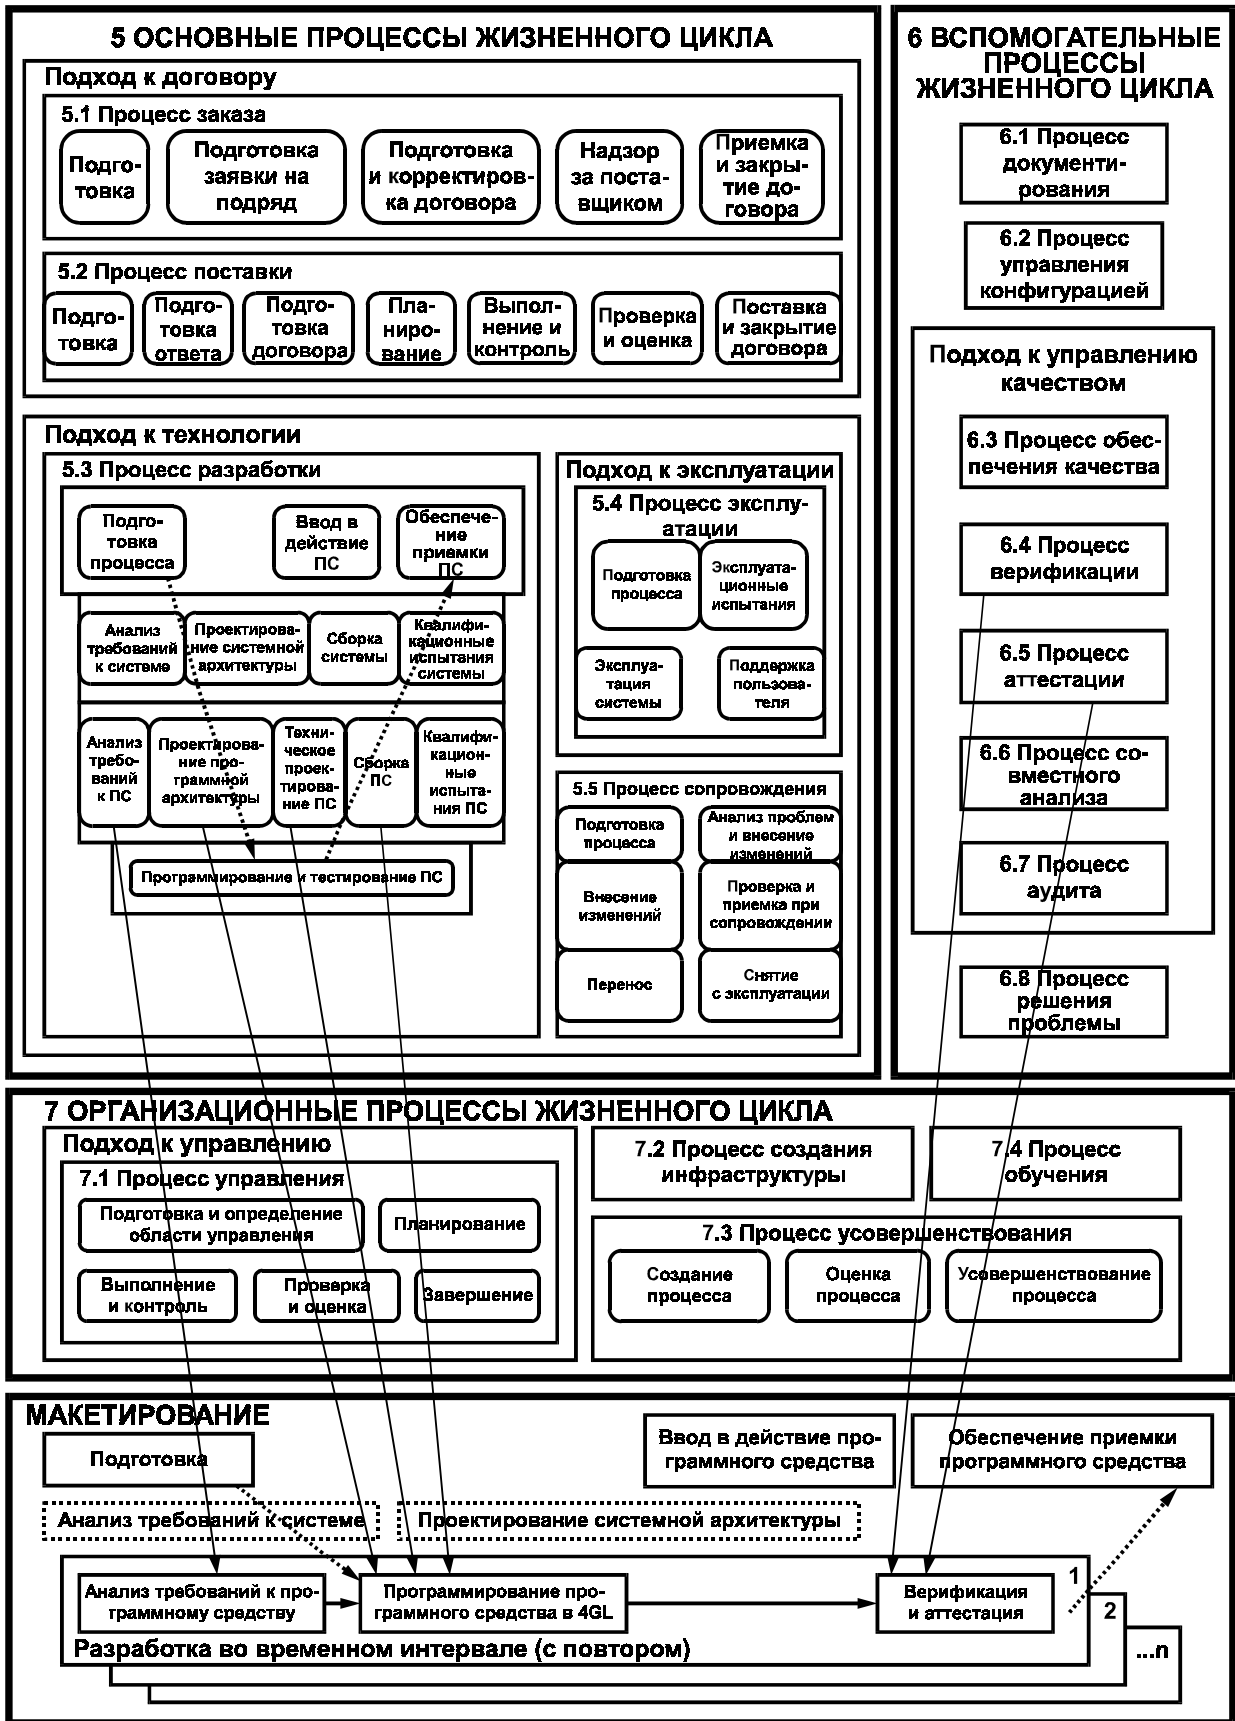 5 ОСНОВНЫЕ ПРОЦЕССЫ ЖИЗНЕННОГО ЦИКЛА
Подход к договору
5.1 Процесс заказа
Подго-
товка
Подготовка
заявки на
подряд
Подготовка
и корректиров-
ка договора
Надзор
за поста-
вщиком
Приемка
и закры-
тие до-
говора
5.2 Процесс поставки
Подго-
товка
Подго-
товка
ответа
Подго-
товка
договора
Пла-
нирo-
вание
Выпол-
нение и
контроль
Проверка
и оценка
Поставка
и закрытие
договора
Подход к технологии
5.3 Процесс разработки
Подго-
товка
процесса
Ввод в
действие
ПС
Обеспече-
ние
приемки
ПС
Анализ
требований
к системе
Проектирова-
ние системной
архитектуры
Сборка
системы
Квалифи-
кационные
испытания
системы
Анализ
требо-
ваний
к ПС
Проектирова-
ние про-
граммной
архитектуры
Техни-
ческое
проек-
тирова-
ние ПС
Сборка
ПС
Квалифи-
кацион-
ные
испыта-
ния ПС
Программирование и тестирование ПС
Подход к эксплуатации
5.4 Процесс эксплу-
атации
Подготовка
процесса
Эксплуата-
ционные
испытания
Эксплуа-
тация
системы
Поддержка
пользова-
теля
5.5 Процесс сопровождения
Подготовка
процесса
Анализ проблем
и внесение
изменений
Внесение
изменений
Проверка и
приемка при
сопровождении
Перенос
Снятие
с эксплуатации
6 ВСПОМОГАТЕЛЬНЫЕ
ПРОЦЕССЫ
ЖИЗНЕННОГО ЦИКЛА
6.1 Процесс
документи-
рования
6.2 Процесс
управления
конфигурацией
Подход к управлению
качеством
6.3 Процесс обес-
печения качества
6.4 Процесс
верификации
6.5 Процесс
аттестации
6.6 Процесс со-
вместного
анализа
6.7 Процесс
аудита
6.8 Процесс
решения
проблемы
7 ОРГАНИЗАЦИОННЫЕ ПРОЦЕССЫ ЖИЗНЕННОГО ЦИКЛА
Подход к управлению
7.1 Процесс управления
Подготовка и определение
области управления
Планирование
Выполнение
и контроль
Проверка
и оценка
Завершение
7.2 Процесс создания
инфраструктуры
7.4 Процесс
обучения
7.3 Процесс усовершенствования
Создание
процесса
Оценка
процесса
Усовершенствование
процесса
МАКЕТИРОВАНИЕ
Подготовка
Ввод в действие про-
граммного средства
Обеспечение приемки
программного средства
Анализ требований к системе
Проектирование системной архитектуры
Анализ требований к про-
граммному средству
Программирование про-
граммного средства в 4GL
Верификация
и аттестация
1
Разработка во временном интервале (с повтором)
2
...n